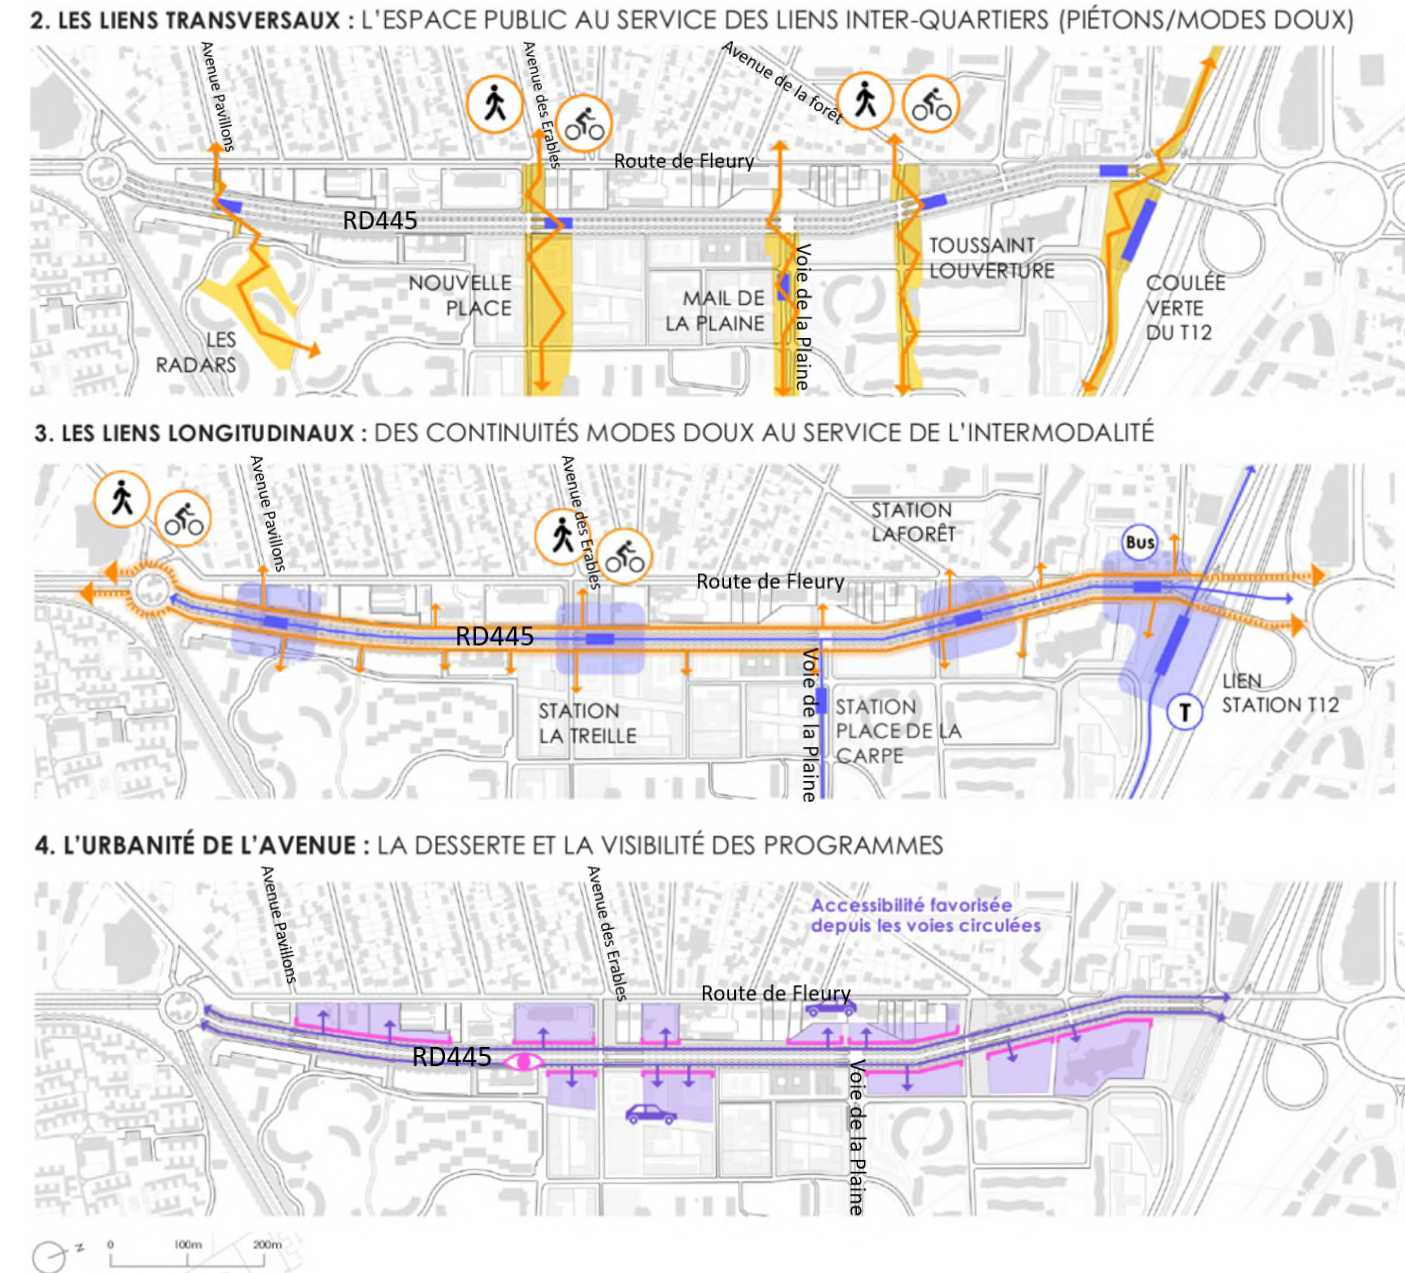 2. LES LIENS TRANSVERSAUX : L'ESPACE PUBLIC AU SERVICE DES LIENS INTER-QUARTIERS (PIÉTONS/MODES DOUX)
Avenue Pavillons
Avenue des Erables
Avenue de la forêt
Route de Fleury
RD445
NOUVELLE
PLACE
MAIL DE
LA PLAINE
Voie de la Plaine
TOUSSAINT
LOUVERTURE
COULÉE
VERTE
DU T12
LES
RADARS
3. LES LIENS LONGITUDINAUX : DES CONTINUITÉS MODES DOUX AU SERVICE DE L'INTERMODALITÉ
Avenue Pavillons
Avenue des Erables
STATION
LAFORÊT
Bus
Route de Fleury
RD445
Voie de la Plaine
STATION
LA TREILLE
STATION
PLACE DE LA
CARPE
LIEN
STATION T12
T
4. L'URBANITÉ DE L'AVENUE : LA DESSERTE ET LA VISIBILITÉ DES PROGRAMMES
Avenue Pavillons
Avenue des Erables
Accessibilité favorisée
depuis les voies circulées
Route de Fleury
RD445
Voie de la Plaine
N
0 100m 200m